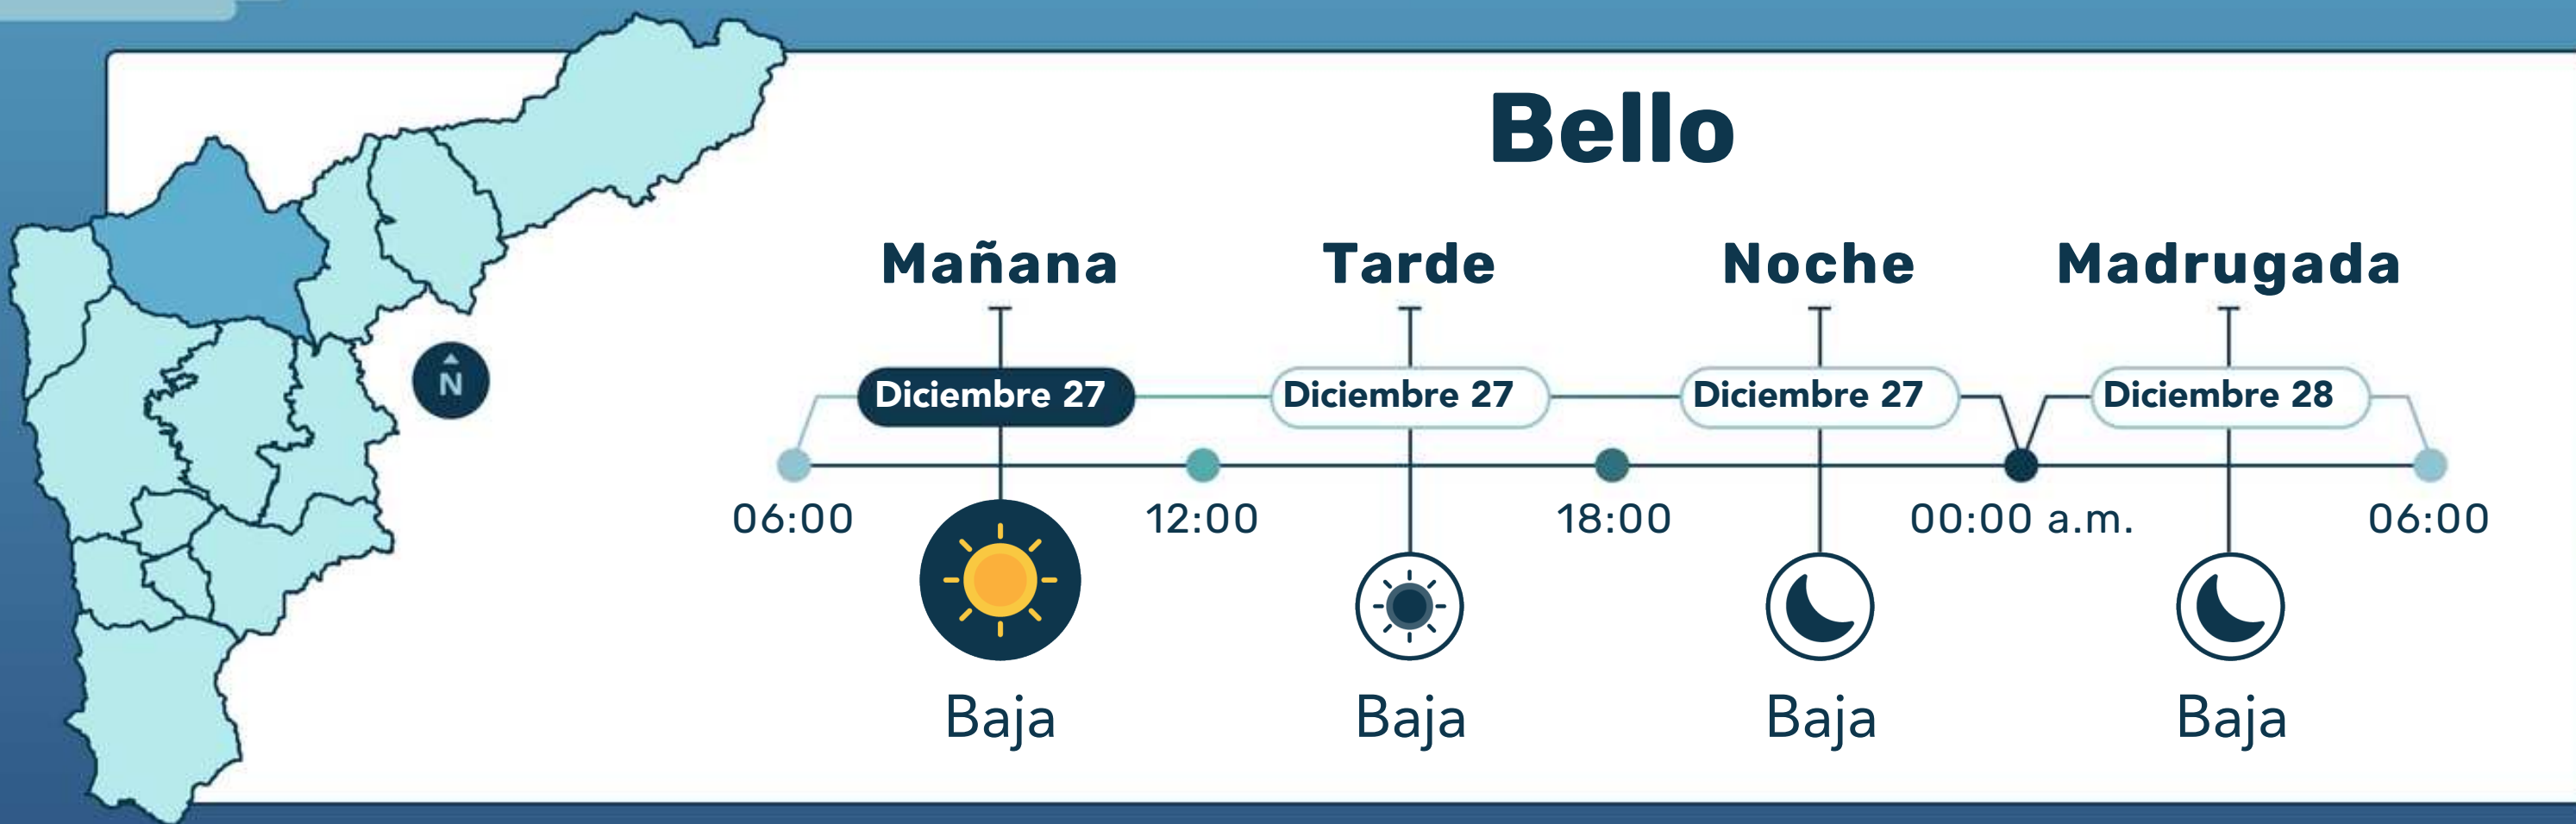 Bello
Mañana Tarde Noche Madrugada
N
Diciembre 27 Diciembre 27 Diciembre 27 Diciembre 28
06:00 12:00 18:00 00:00 a.m. 06:00
Baja Baja Baja Baja